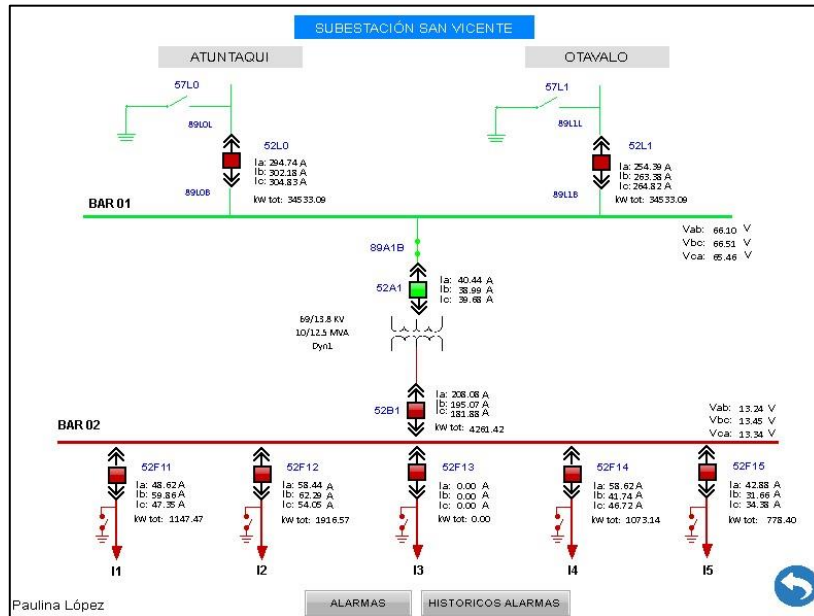 SUBESTACIÓN SAN VICENTE
ATUNTAQUI
OTAVALO
57L0
57L1
89L0L
89L1L
52L0
52L1
Ia: 294.74 A
Ib: 302.18 A
Ic: 304.83 A
Ia: 254.39 A
Ib: 263.38 A
Ic: 264.82 A
89L0B
kW tot: 34533.09
89L1B
kW tot: 34533.09
BAR 01
Vab: 66.10 V
Vbc: 66.51 V
Vca: 65.46 V
89A1B
52A1
Ia: 40.44 A
Ib: 38.99 A
Ic: 39.68 A
69/13.8 KV
10/12.5 MVA
Dyn1
52B1
Ia: 208.08 A
Ib: 195.07 A
Ic: 181.88 A
kW tot: 4261.42
BAR 02
Vab: 13.24 V
Vbc: 13.45 V
Vca: 13.34 V
52F11
52F12
52F13
52F14
52F15
Ia: 48.62 A
Ib: 59.86 A
Ic: 47.35 A
kW tot: 1147.47
Ia: 58.44 A
Ib: 62.29 A
Ic: 54.05 A
kW tot: 1916.57
Ia: 0.00 A
Ib: 0.00 A
Ic: 0.00 A
kW tot: 0.00
Ia: 58.62 A
Ib: 41.74 A
Ic: 46.72 A
kW tot: 1073.14
Ia: 42.88 A
Ib: 31.66 A
Ic: 34.38 A
kW tot: 778.40
I1
I2
I3
I4
I5
Paulina López
ALARMAS
HISTORICOS ALARMAS